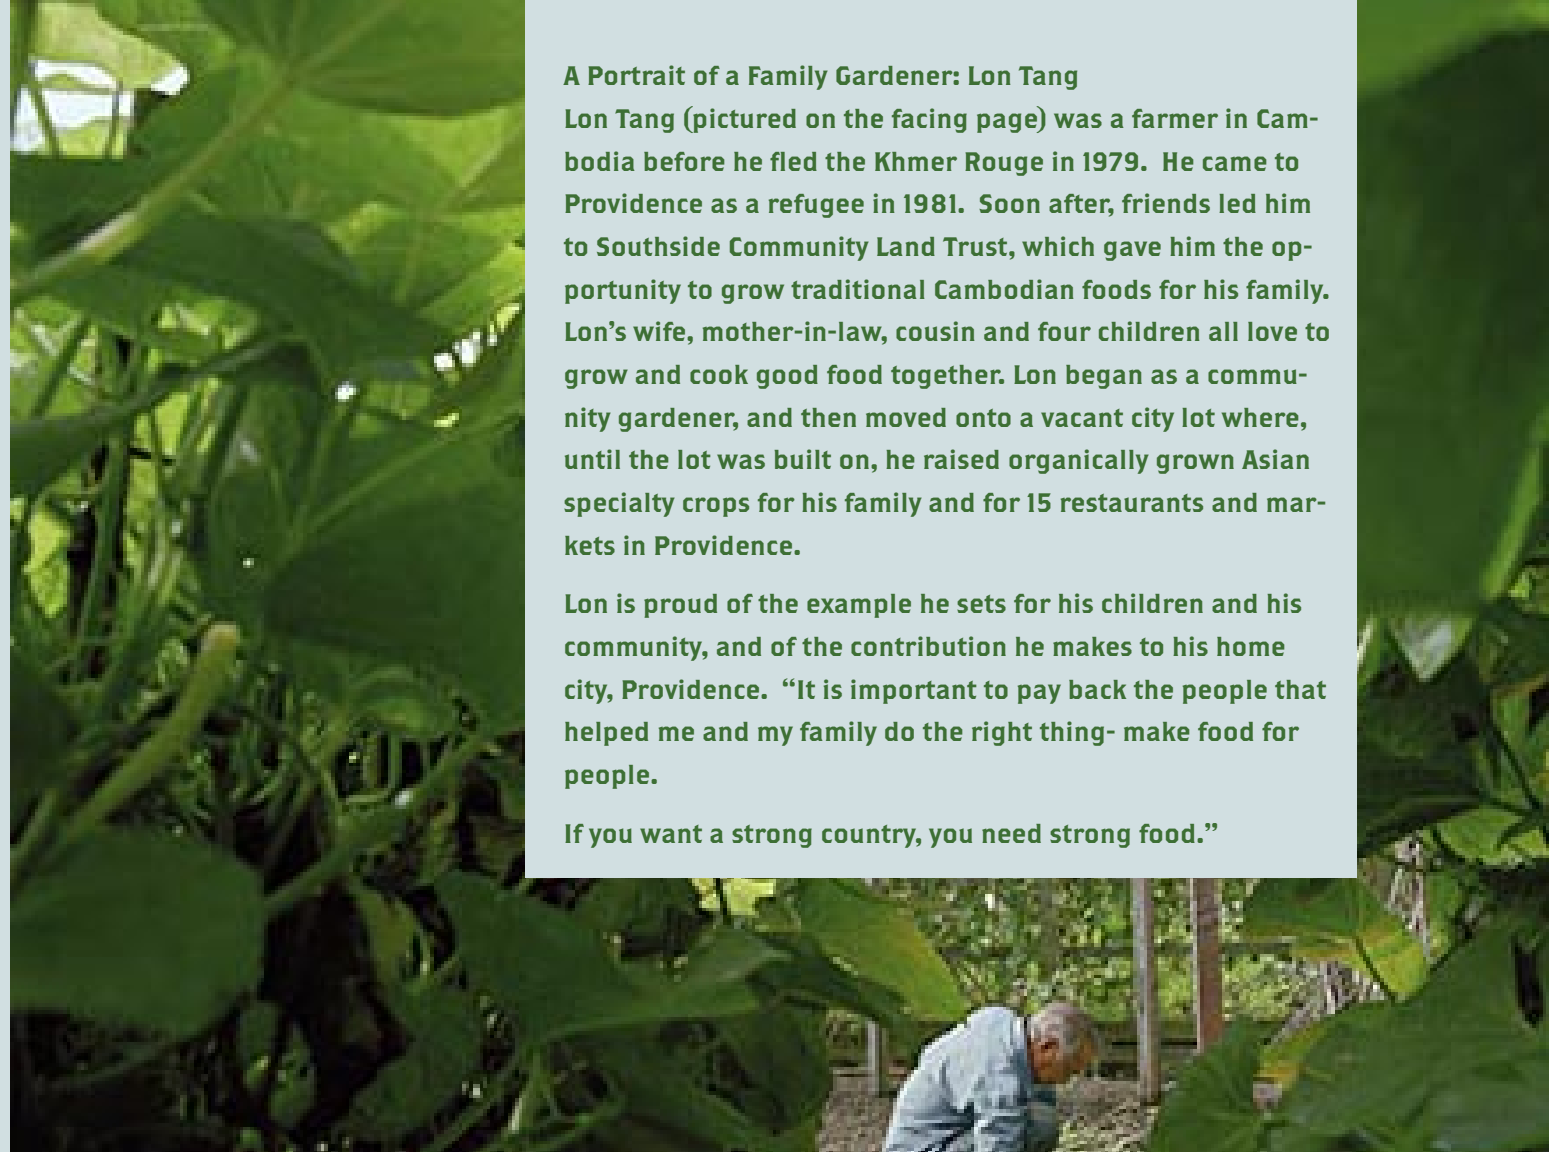 A Portrait of a Family Gardener: Lon Tang
Lon Tang (pictured on the facing page) was a farmer in Cam-
bodia before he fled the Khmer Rouge in 1979.  He came to
Providence as a refugee in 1981.  Soon after, friends led him
to Southside Community Land Trust, which gave him the op-
portunity to grow traditional Cambodian foods for his family.
Lon’s wife, mother-in-law, cousin and four children all love to
grow and cook good food together. Lon began as a commu-
nity gardener, and then moved onto a vacant city lot where,
until the lot was built on, he raised organically grown Asian
specialty crops for his family and for 15 restaurants and mar-
kets in Providence.
Lon is proud of the example he sets for his children and his
community, and of the contribution he makes to his home
city, Providence.  “It is important to pay back the people that
helped me and my family do the right thing- make food for
people.
If you want a strong country, you need strong food.”